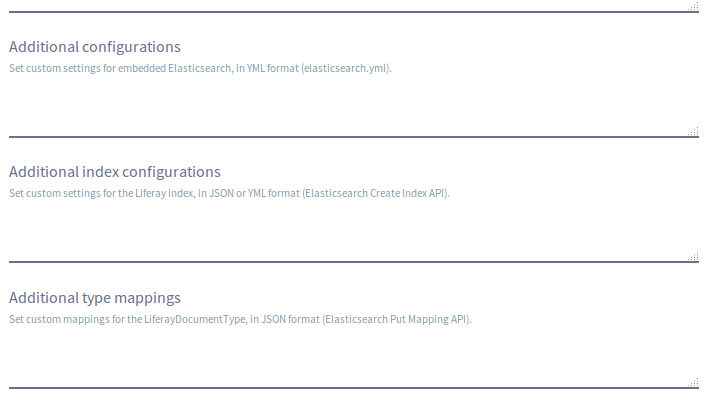 Additional configurations
Set custom settings for embedded Elasticsearch, in YML format (elasticsearch.yml).
Additional index configurations
Set custom settings for the Liferay index, in JSON or YML format (Elasticsearch Create Index API).
Additional type mappings
Set custom mappings for the LiferayDocumentType, in JSON format (Elasticsearch Put Mapping API).